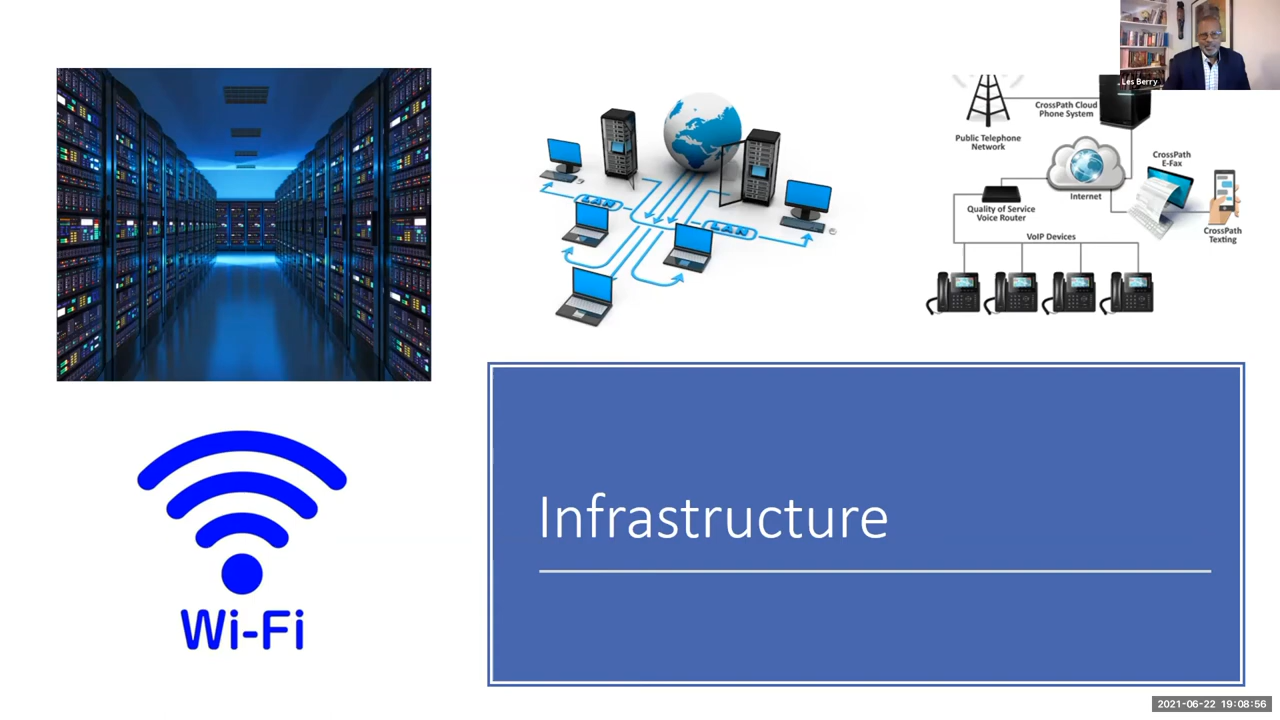 Les Berry
CrossPath Cloud
Phone System
Public Telephone
Network
CrossPath
E-Fax
Internet
Quality of Service
Voice Router
CrossPath
Texting
VoIP Devices
LAN
LAN
Infrastructure
Wi-Fi
2021-06-22 19:08:56